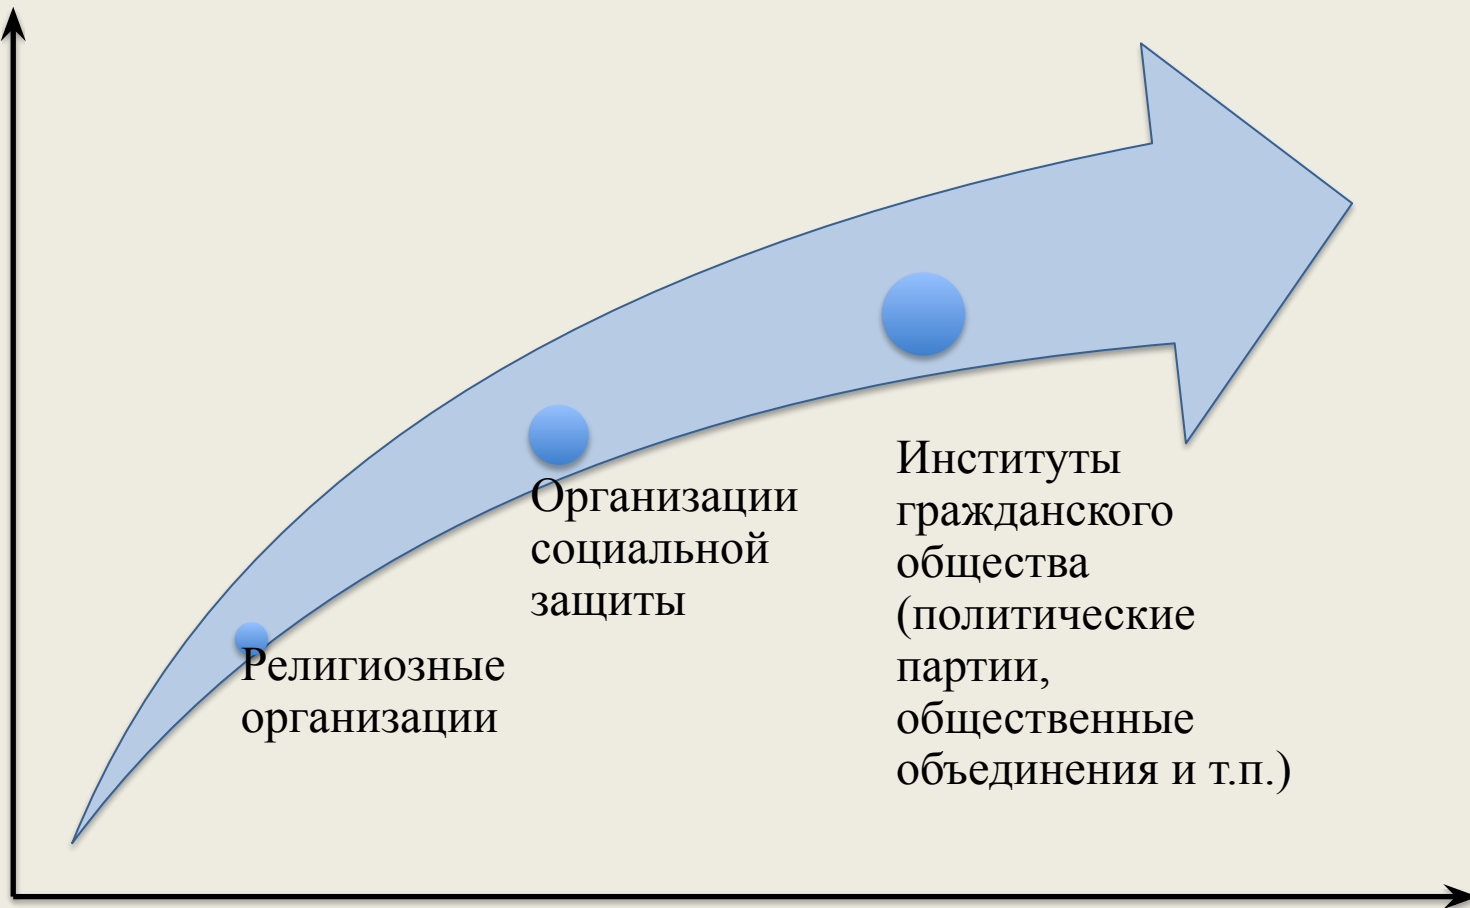 Религиозные
организации
Организации
социальной
защиты
Институты
гражданского
общества
(политические
партии,
общественные
объединения и т.п.)